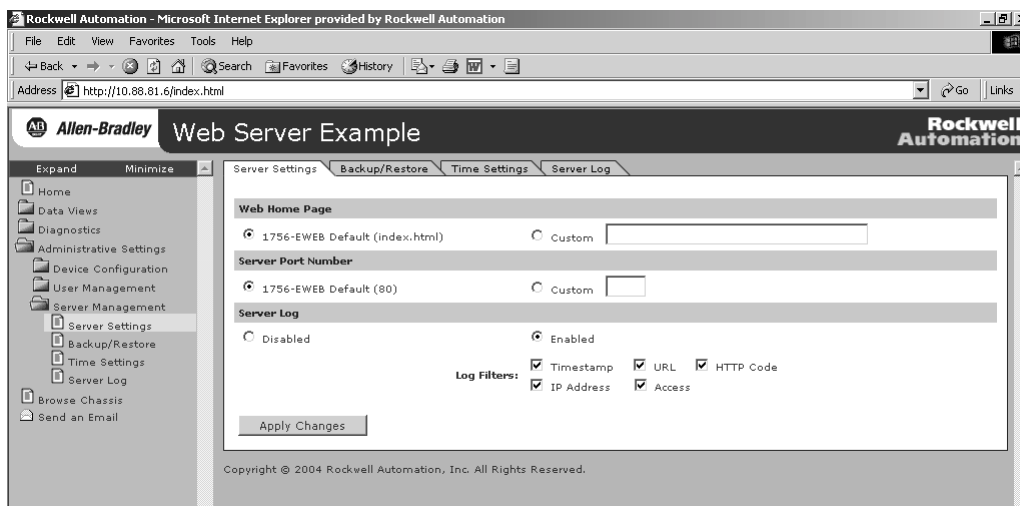 Rockwell Automation - Microsoft Internet Explorer provided by Rockwell Automation
File Edit View Favorites Tools Help
Back Search Favorites History
Address http://10.88.81.6/index.html Go Links
AB Allen-Bradley Web Server Example Rockwell Automation
Expand Minimize
Home
Data Views
Diagnostics
Administrative Settings
Device Configuration
User Management
Server Management
Server Settings
Backup/Restore
Time Settings
Server Log
Browse Chassis
Send an Email
Server Settings Backup/Restore Time Settings Server Log
Web Home Page
1756-EWEB Default (index.html) Custom
Server Port Number
1756-EWEB Default (80) Custom
Server Log
Disabled Enabled
Log Filters: Timestamp URL HTTP Code
IP Address Access
Apply Changes
Copyright © 2004 Rockwell Automation, Inc. All Rights Reserved.